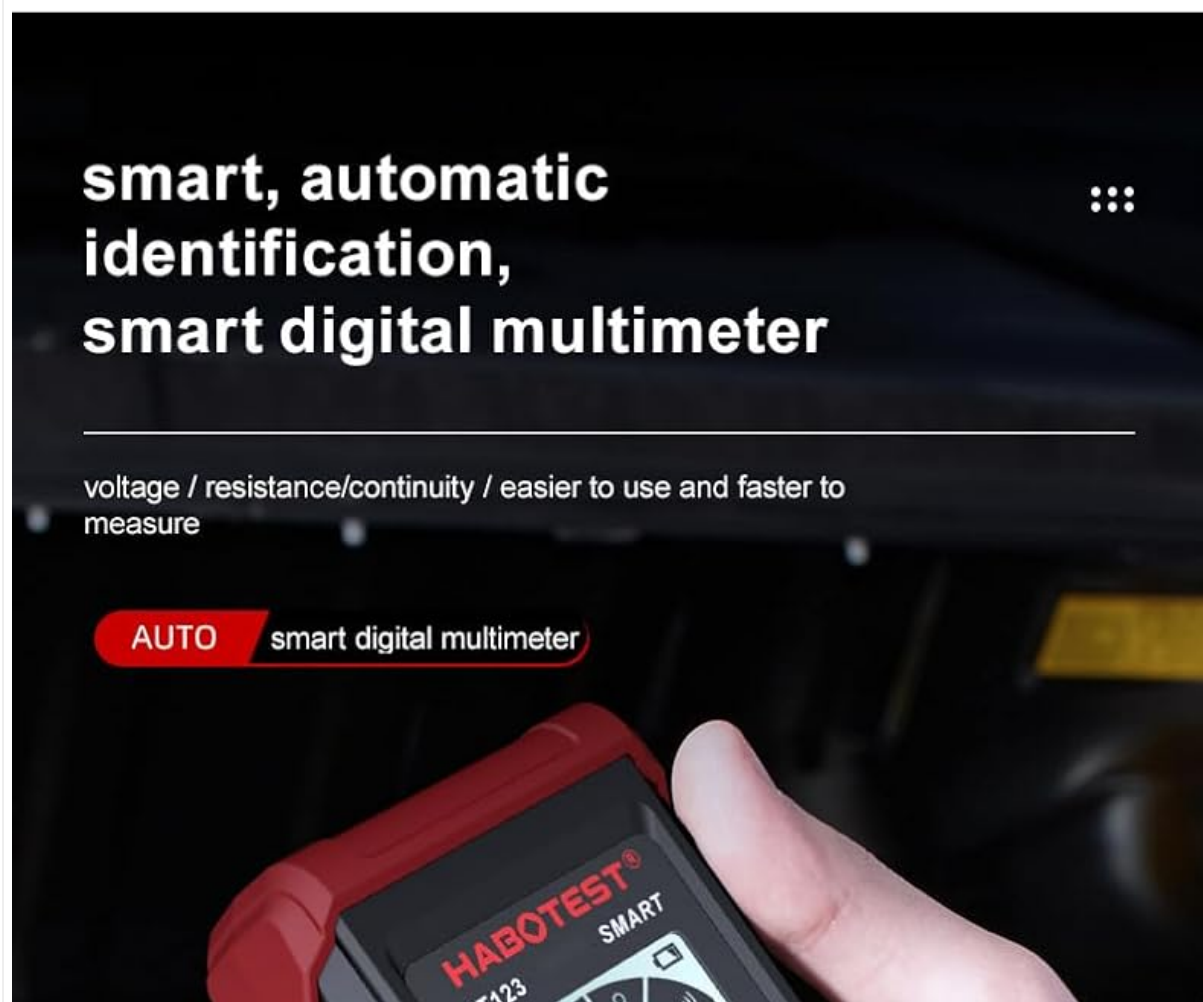 smart, automatic
identification,
smart digital multimeter
voltage / resistance/continuity / easier to use and faster to
measure
AUTO smart digital multimeter
HABOTEST®
SMART